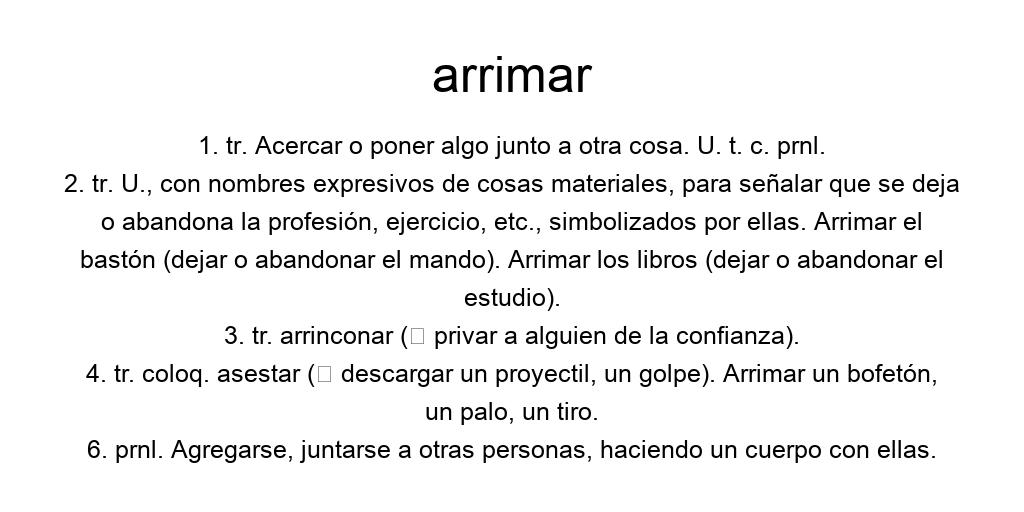 arrimar
1. tr. Acercar o poner algo junto a otra cosa. U. t. c. prnl.
2. tr. U., con nombres expresivos de cosas materiales, para señalar que se deja
o abandona la profesión, ejercicio, etc., simbolizados por ellas. Arrimar el
bastón (dejar o abandonar el mando). Arrimar los libros (dejar o abandonar el
estudio).
3. tr. arrinconar (▯ privar a alguien de la confianza).
4. tr. coloq. asestar (▯ descargar un proyectil, un golpe). Arrimar un bofetón,
un palo, un tiro.
6. prnl. Agregarse, juntarse a otras personas, haciendo un cuerpo con ellas.